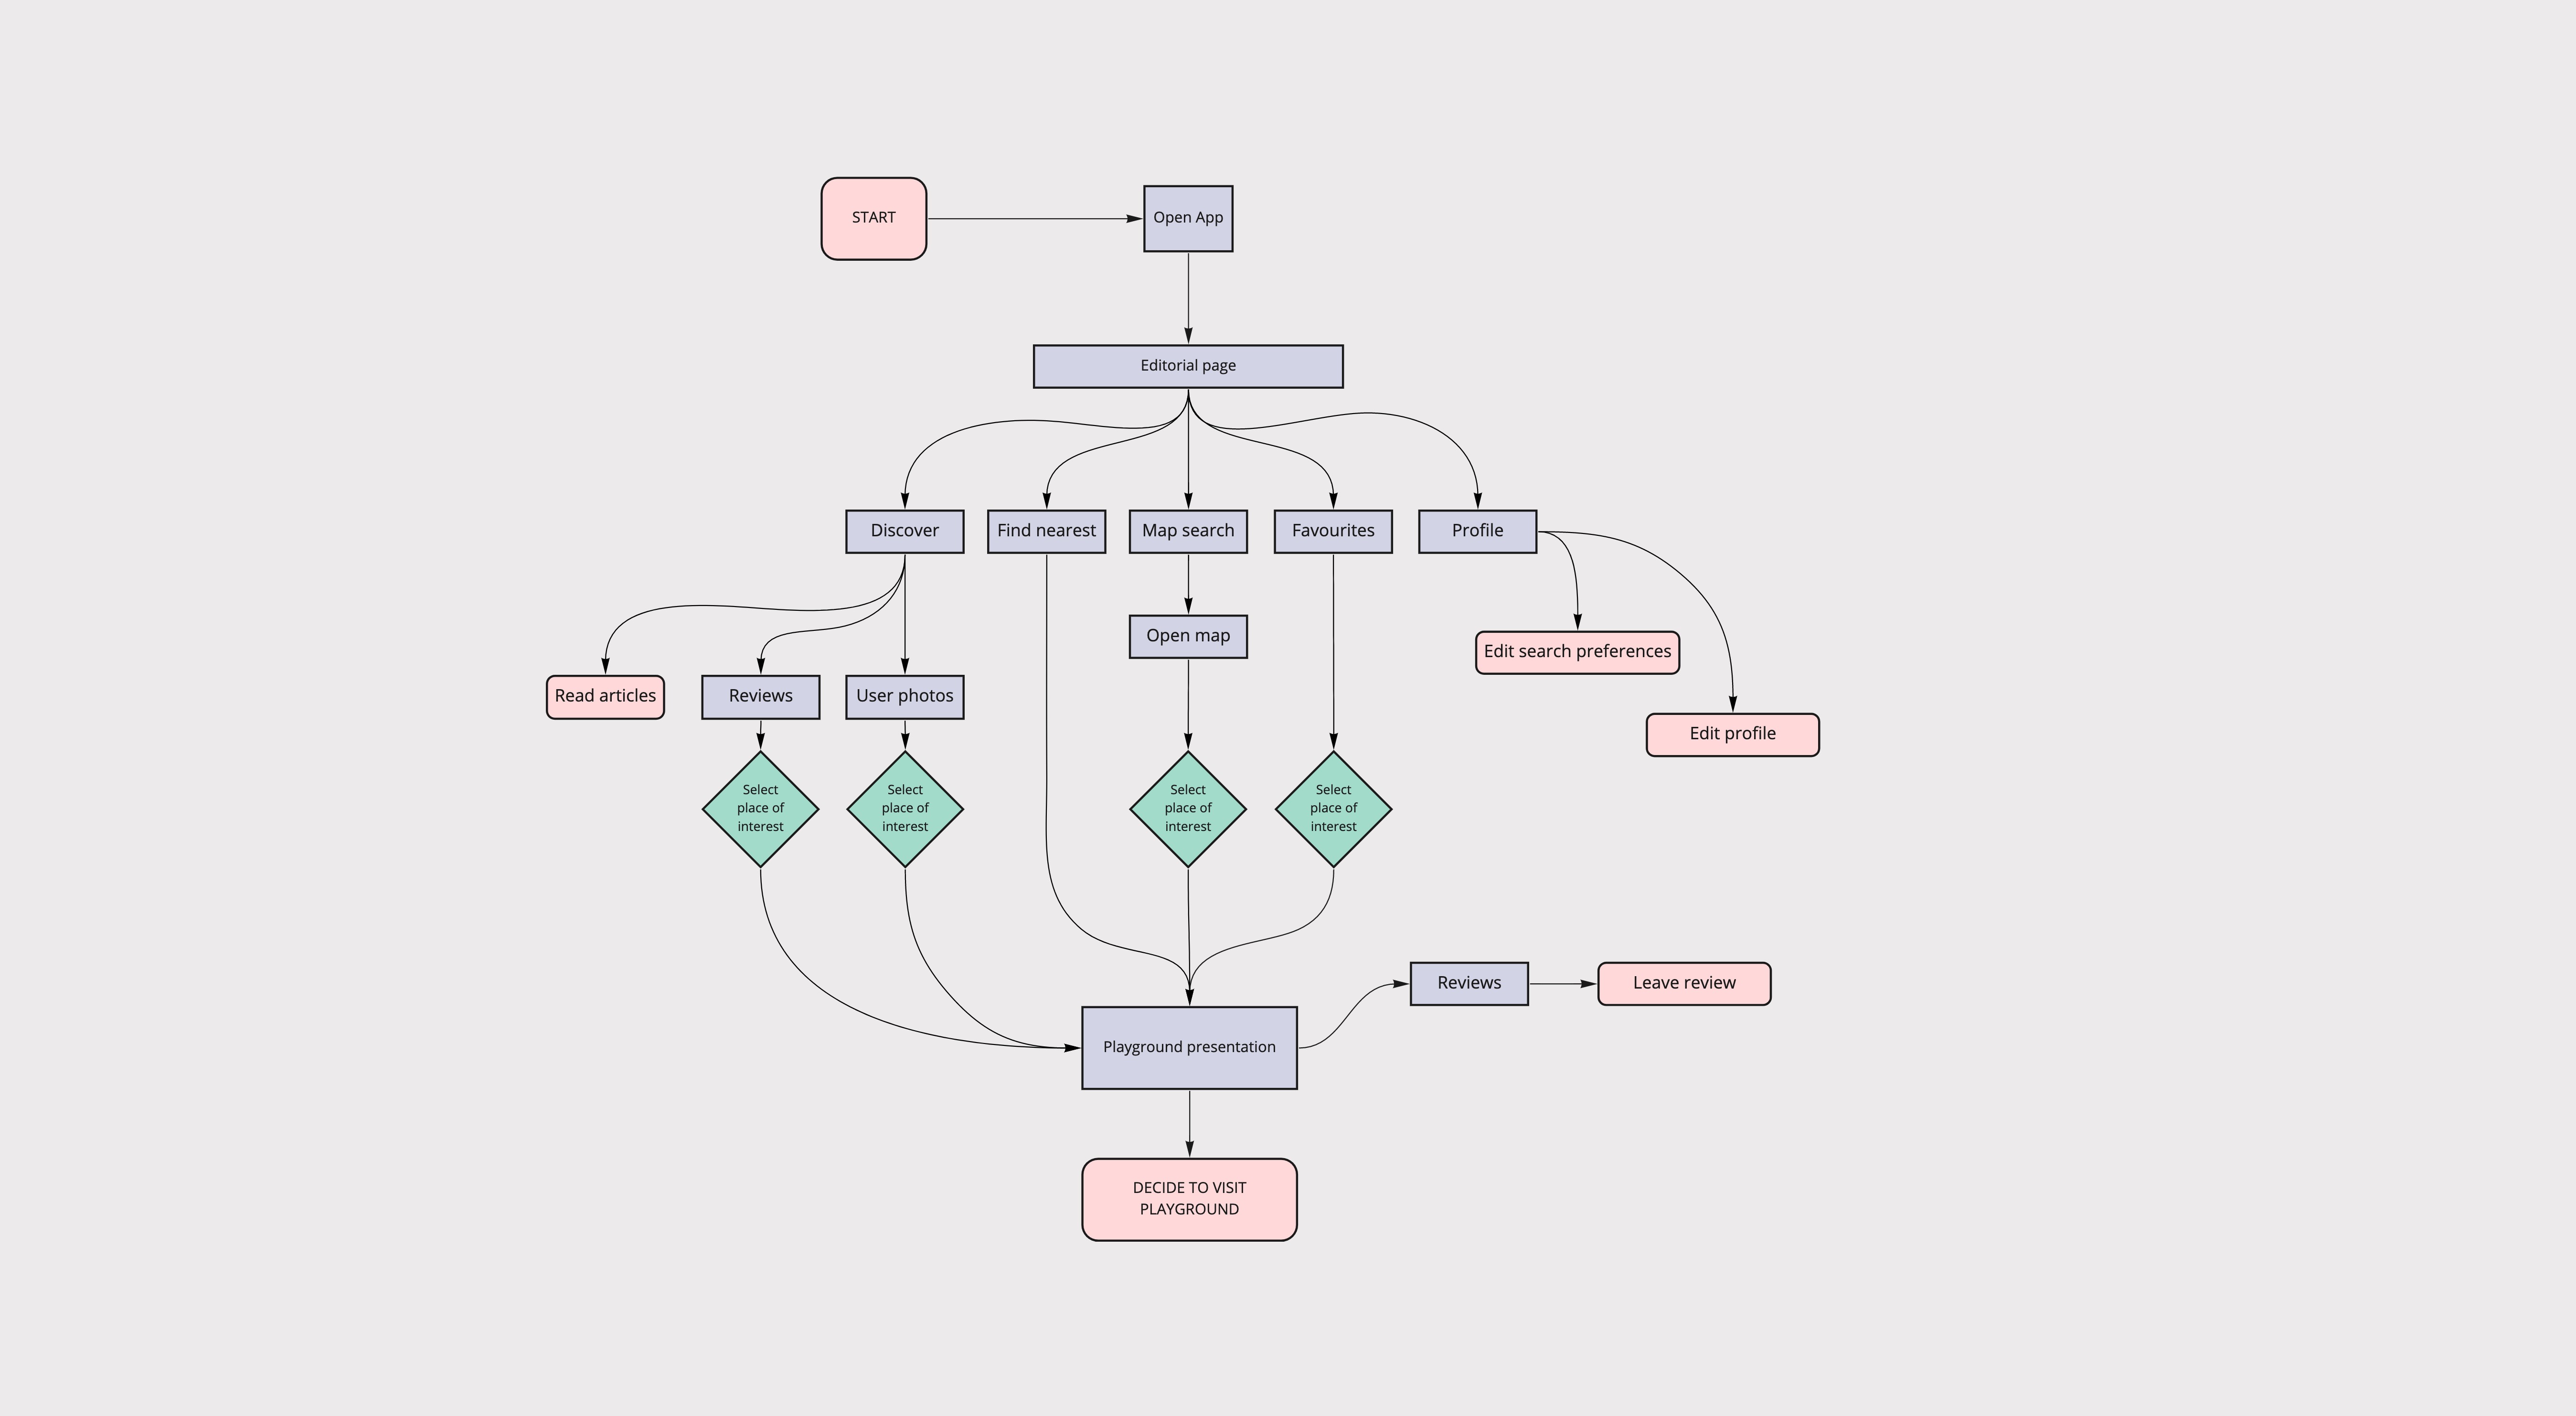 START
Open App
Editorial page
Discover
Find nearest
Map search
Favourites
Profile
Open map
Edit search preferences
Read articles
Reviews
User photos
Edit profile
Select
place of
interest
Select
place of
interest
Select
place of
interest
Select
place of
interest
Reviews
Leave review
Playground presentation
DECIDE TO VISIT
PLAYGROUND